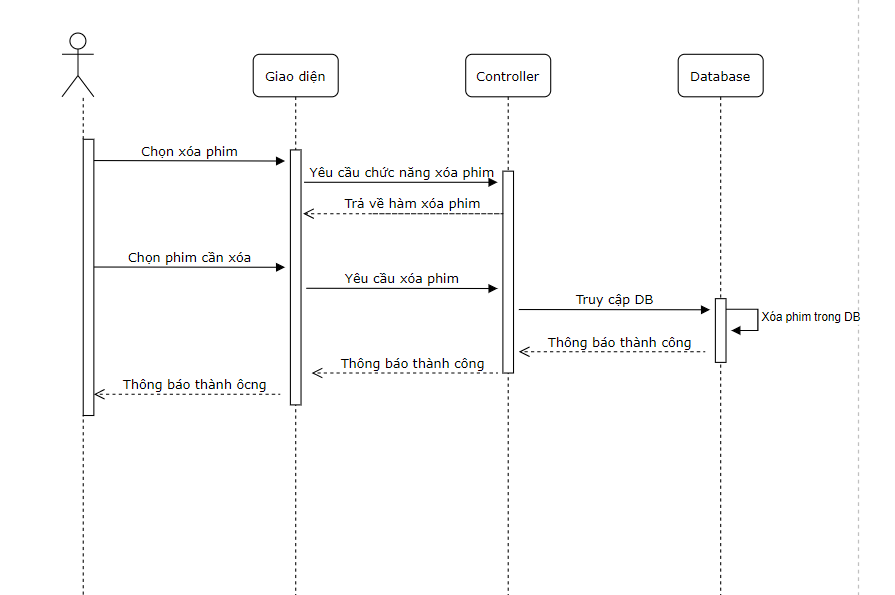 Giao diện
Controller
Database
Chọn xóa phim
Yêu cầu chức năng xóa phim
Trả về hàm xóa phim
Chọn phim cần xóa
Yêu cầu xóa phim
Truy cập DB
Xóa phim trong DB
Thông báo thành công
Thông báo thành công
Thông báo thành ôcng